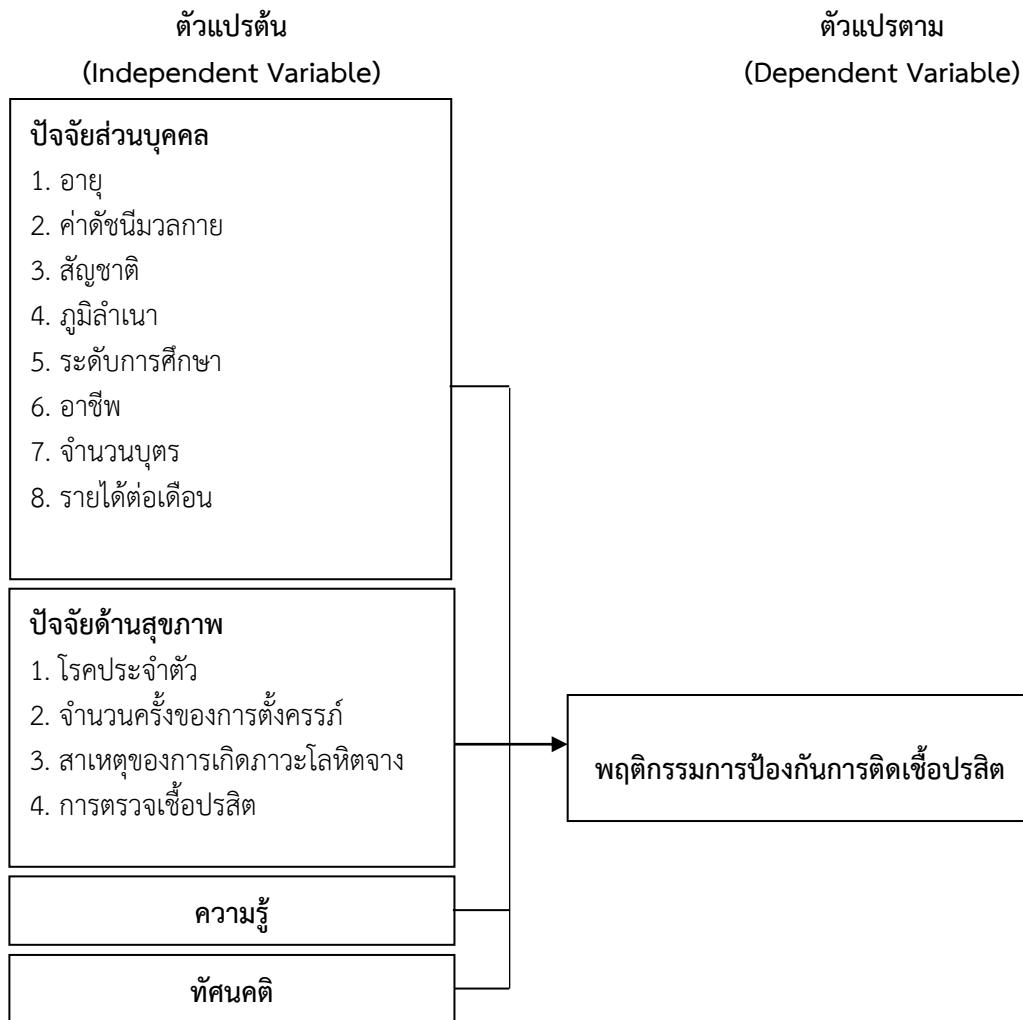 ตัวแปรต้น
(Independent Variable)
ตัวแปรตาม
(Dependent Variable)
ปัจจัยส่วนบุคคล
1. อายุ
2. ค่าดัชนีมวลกาย
3. สัญชาติ
4. ภูมิลำเนา
5. ระดับการศึกษา
6. อาชีพ
7. จำนวนบุตร
8. รายได้ต่อเดือน
ปัจจัยด้านสุขภาพ
1. โรคประจำตัว
2. จำนวนครั้งของการตั้งครรภ์
3. สาเหตุของการเกิดภาวะโลหิตจาง
4. การตรวจเชื้อปรสิต
ความรู้
ทัศนคติ
พฤติกรรมการป้องกันการติดเชื้อปรสิต